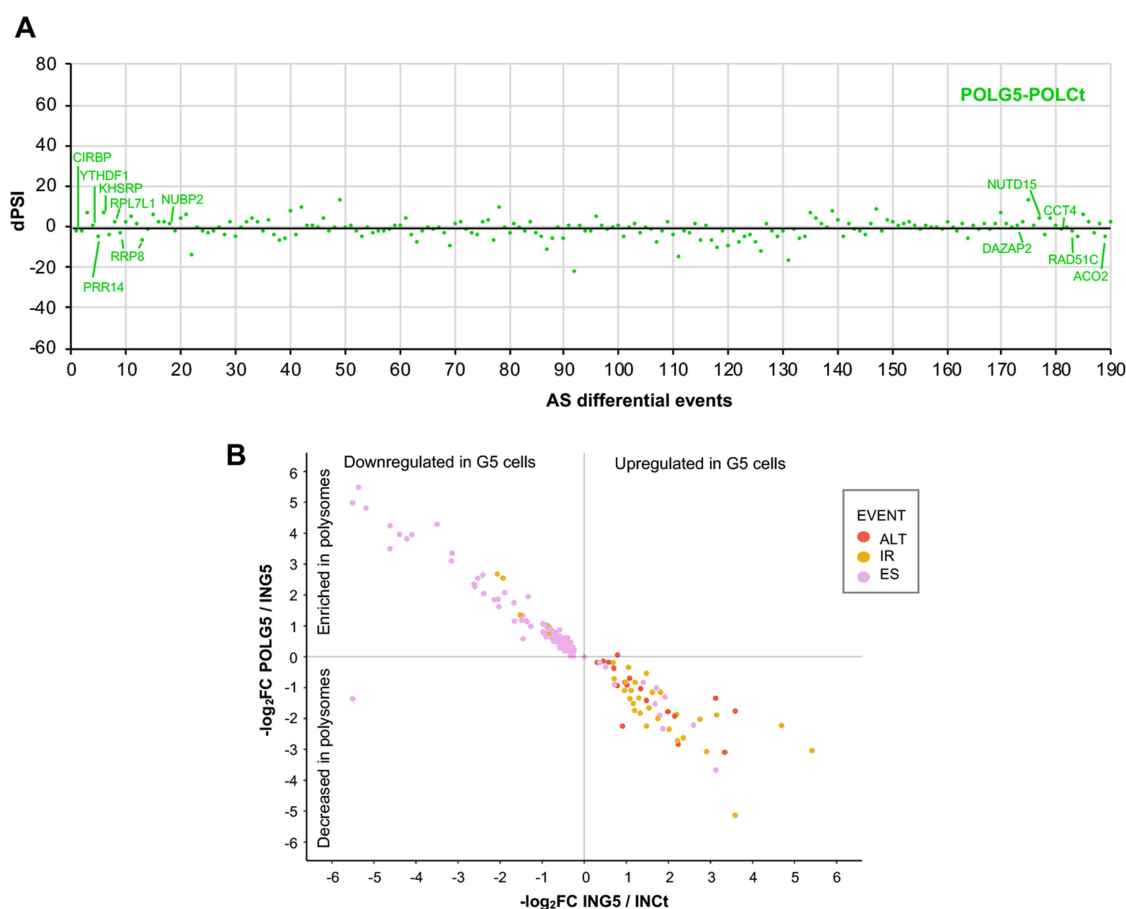 A
80
60
40
20
0
-20
-40
-60
dPSI
POLG5-POLCt
CIRBP
YTHDF1
KHSRP
RPL7L1
NUBP2
RRP8
PRR14
NUTD15
CCT4
DAZAP2
RAD51C
ACO2
0 10 20 30 40 50 60 70 80 90 100 110 120 130 140 150 160 170 180 190
AS differential events
B
Downregulated in G5 cells
Upregulated in G5 cells
Enriched in polysomes
Decreased in polysomes
-log₂FC POLG5 / ING5
6
5
4
3
2
1
0
-1
-2
-3
-4
-5
-6
EVENT
ALT
IR
ES
-6 -5 -4 -3 -2 -1 0 1 2 3 4 5 6
-log₂FC ING5 / INCt